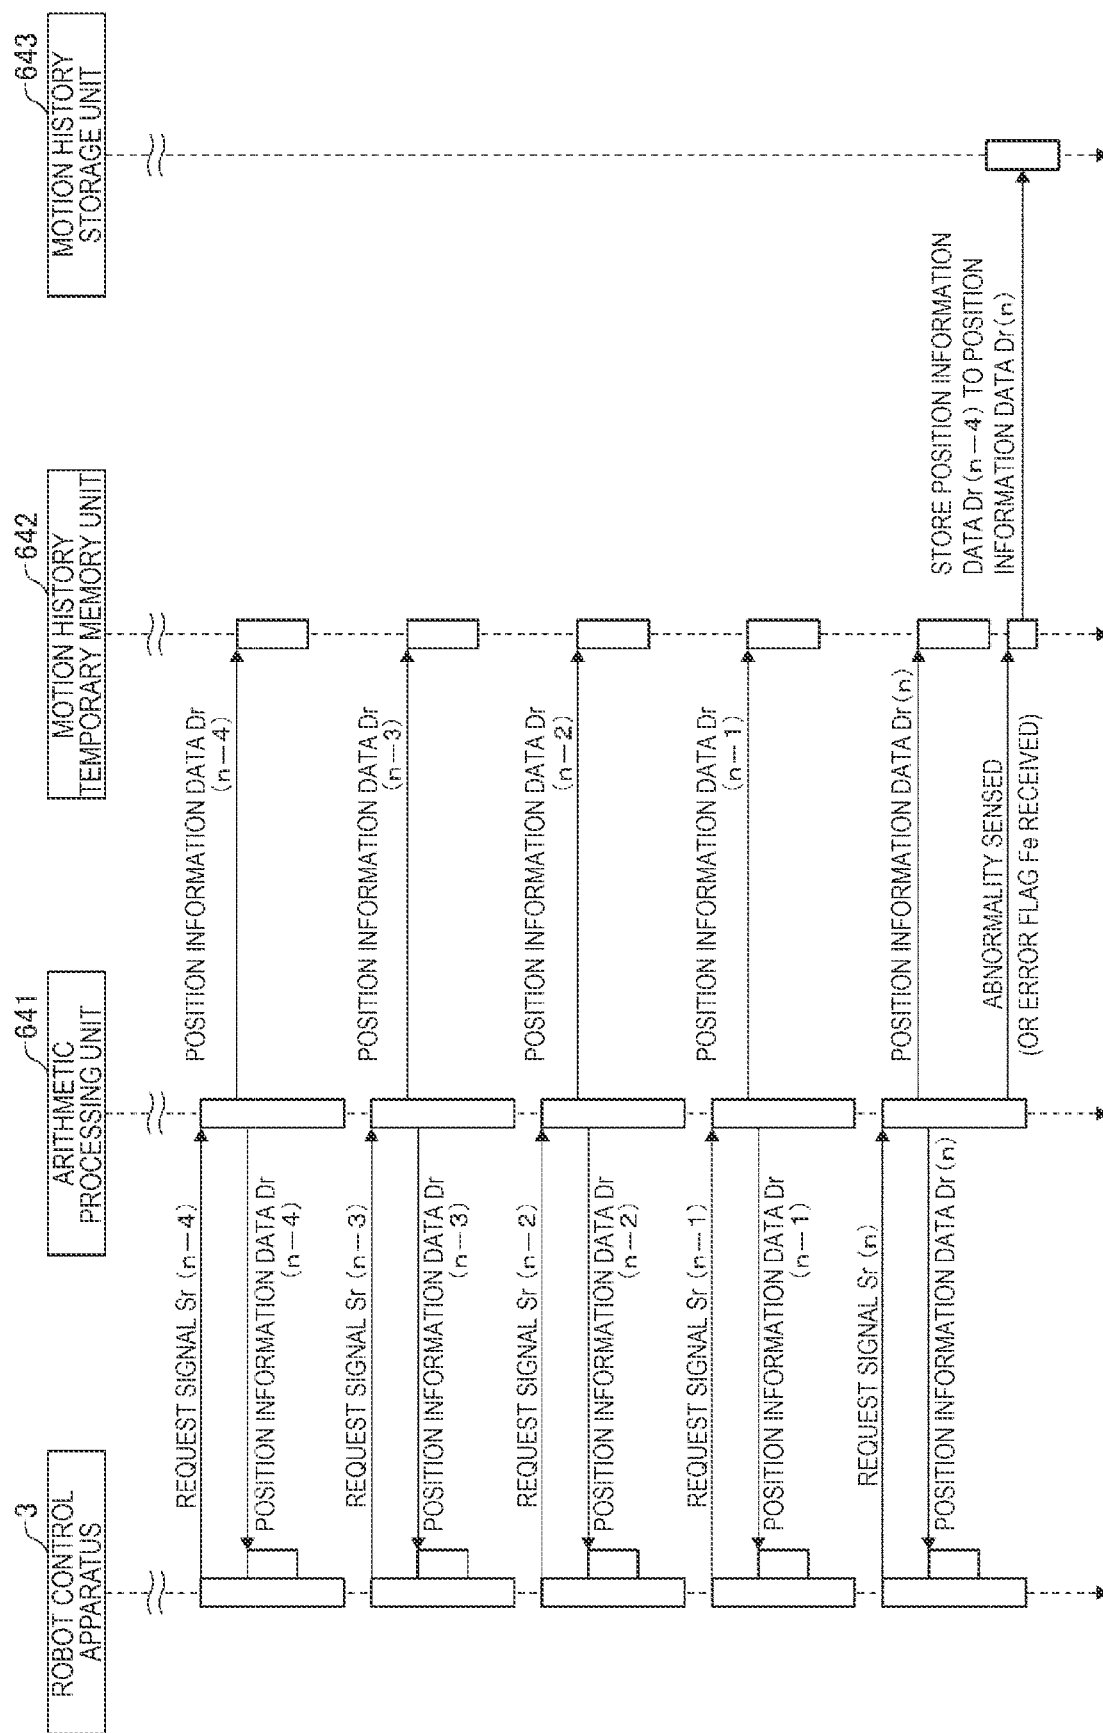 3
ROBOT CONTROL
APPARATUS
641
ARITHMETIC
PROCESSING UNIT
642
MOTION HISTORY
TEMPORARY MEMORY UNIT
643
MOTION HISTORY
STORAGE UNIT
REQUEST SIGNAL Sr (n－4)
POSITION INFORMATION DATA Dr
(n－4)
POSITION INFORMATION DATA Dr
(n－4)
REQUEST SIGNAL Sr (n－3)
POSITION INFORMATION DATA Dr
(n－3)
POSITION INFORMATION DATA Dr
(n－3)
REQUEST SIGNAL Sr (n－2)
POSITION INFORMATION DATA Dr
(n－2)
POSITION INFORMATION DATA Dr
(n－2)
REQUEST SIGNAL Sr (n－1)
POSITION INFORMATION DATA Dr
(n－1)
POSITION INFORMATION DATA Dr
(n－1)
REQUEST SIGNAL Sr (n)
POSITION INFORMATION DATA Dr (n)
POSITION INFORMATION DATA Dr (n)
ABNORMALITY SENSED
(OR ERROR FLAG Fe RECEIVED)
STORE POSITION INFORMATION
DATA Dr (n－4) TO POSITION
INFORMATION DATA Dr (n)